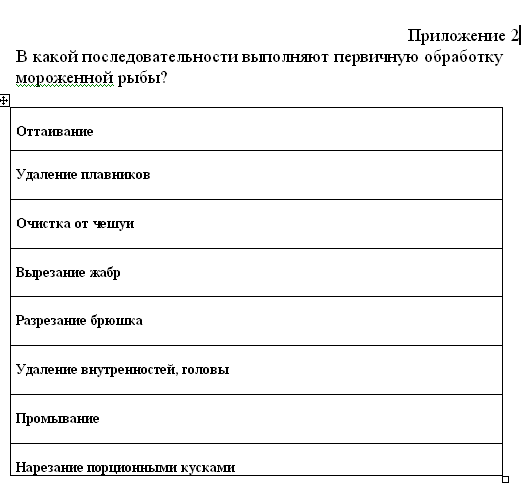 Приложение 2
В какой последовательности выполняют первичную обработку
мороженной рыбы?
Оттаивание
Удаление плавников
Очистка от чешуи
Вырезание жабр
Разрезание брюшка
Удаление внутренностей, головы
Промывание
Нарезание порционными кусками